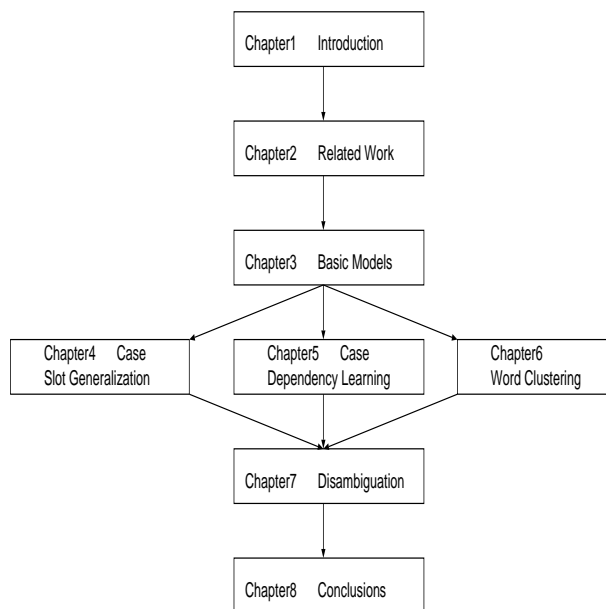 Chapter1 Introduction
Chapter2 Related Work
Chapter3 Basic Models
Chapter4 Case
Slot Generalization
Chapter5 Case
Dependency Learning
Chapter6
Word Clustering
Chapter7 Disambiguation
Chapter8 Conclusions